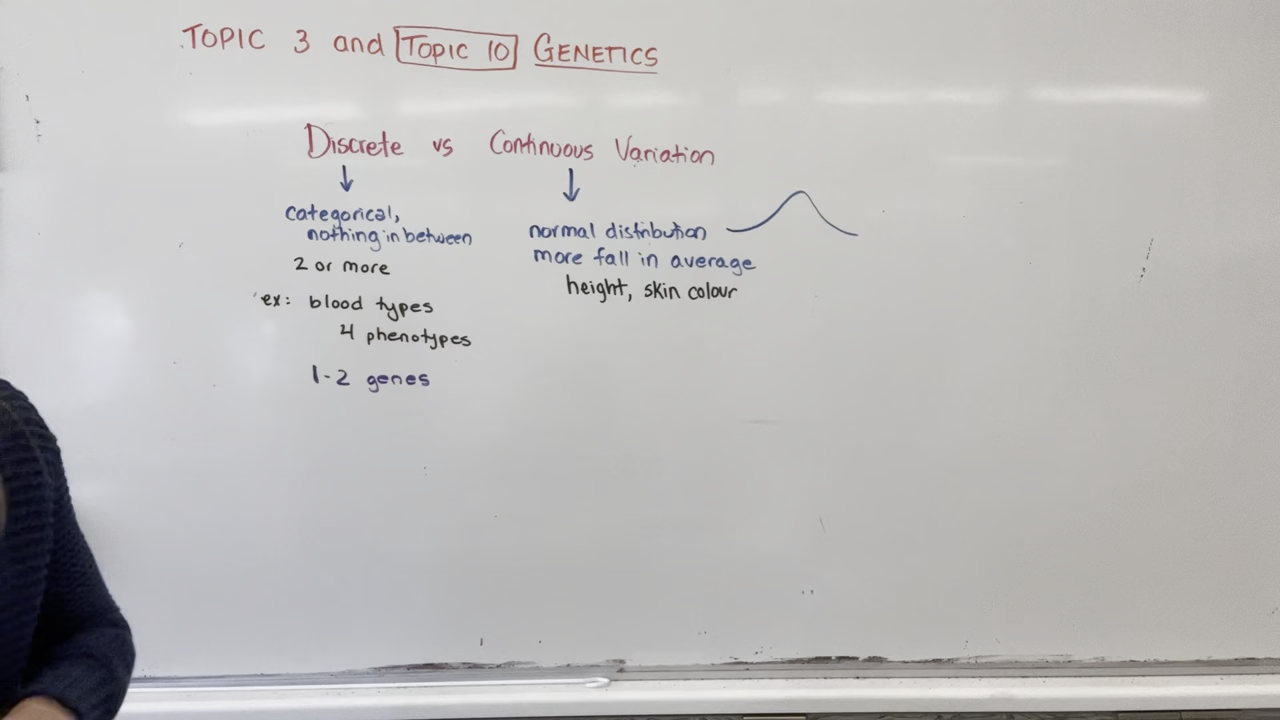 TOPIC 3 and TOPIC 10 GENETICS
Discrete vs Continuous Variation
categorical,
nothing in between
2 or more
ex: blood types
4 phenotypes
1-2 genes
normal distribution
more fall in average
height, skin colour